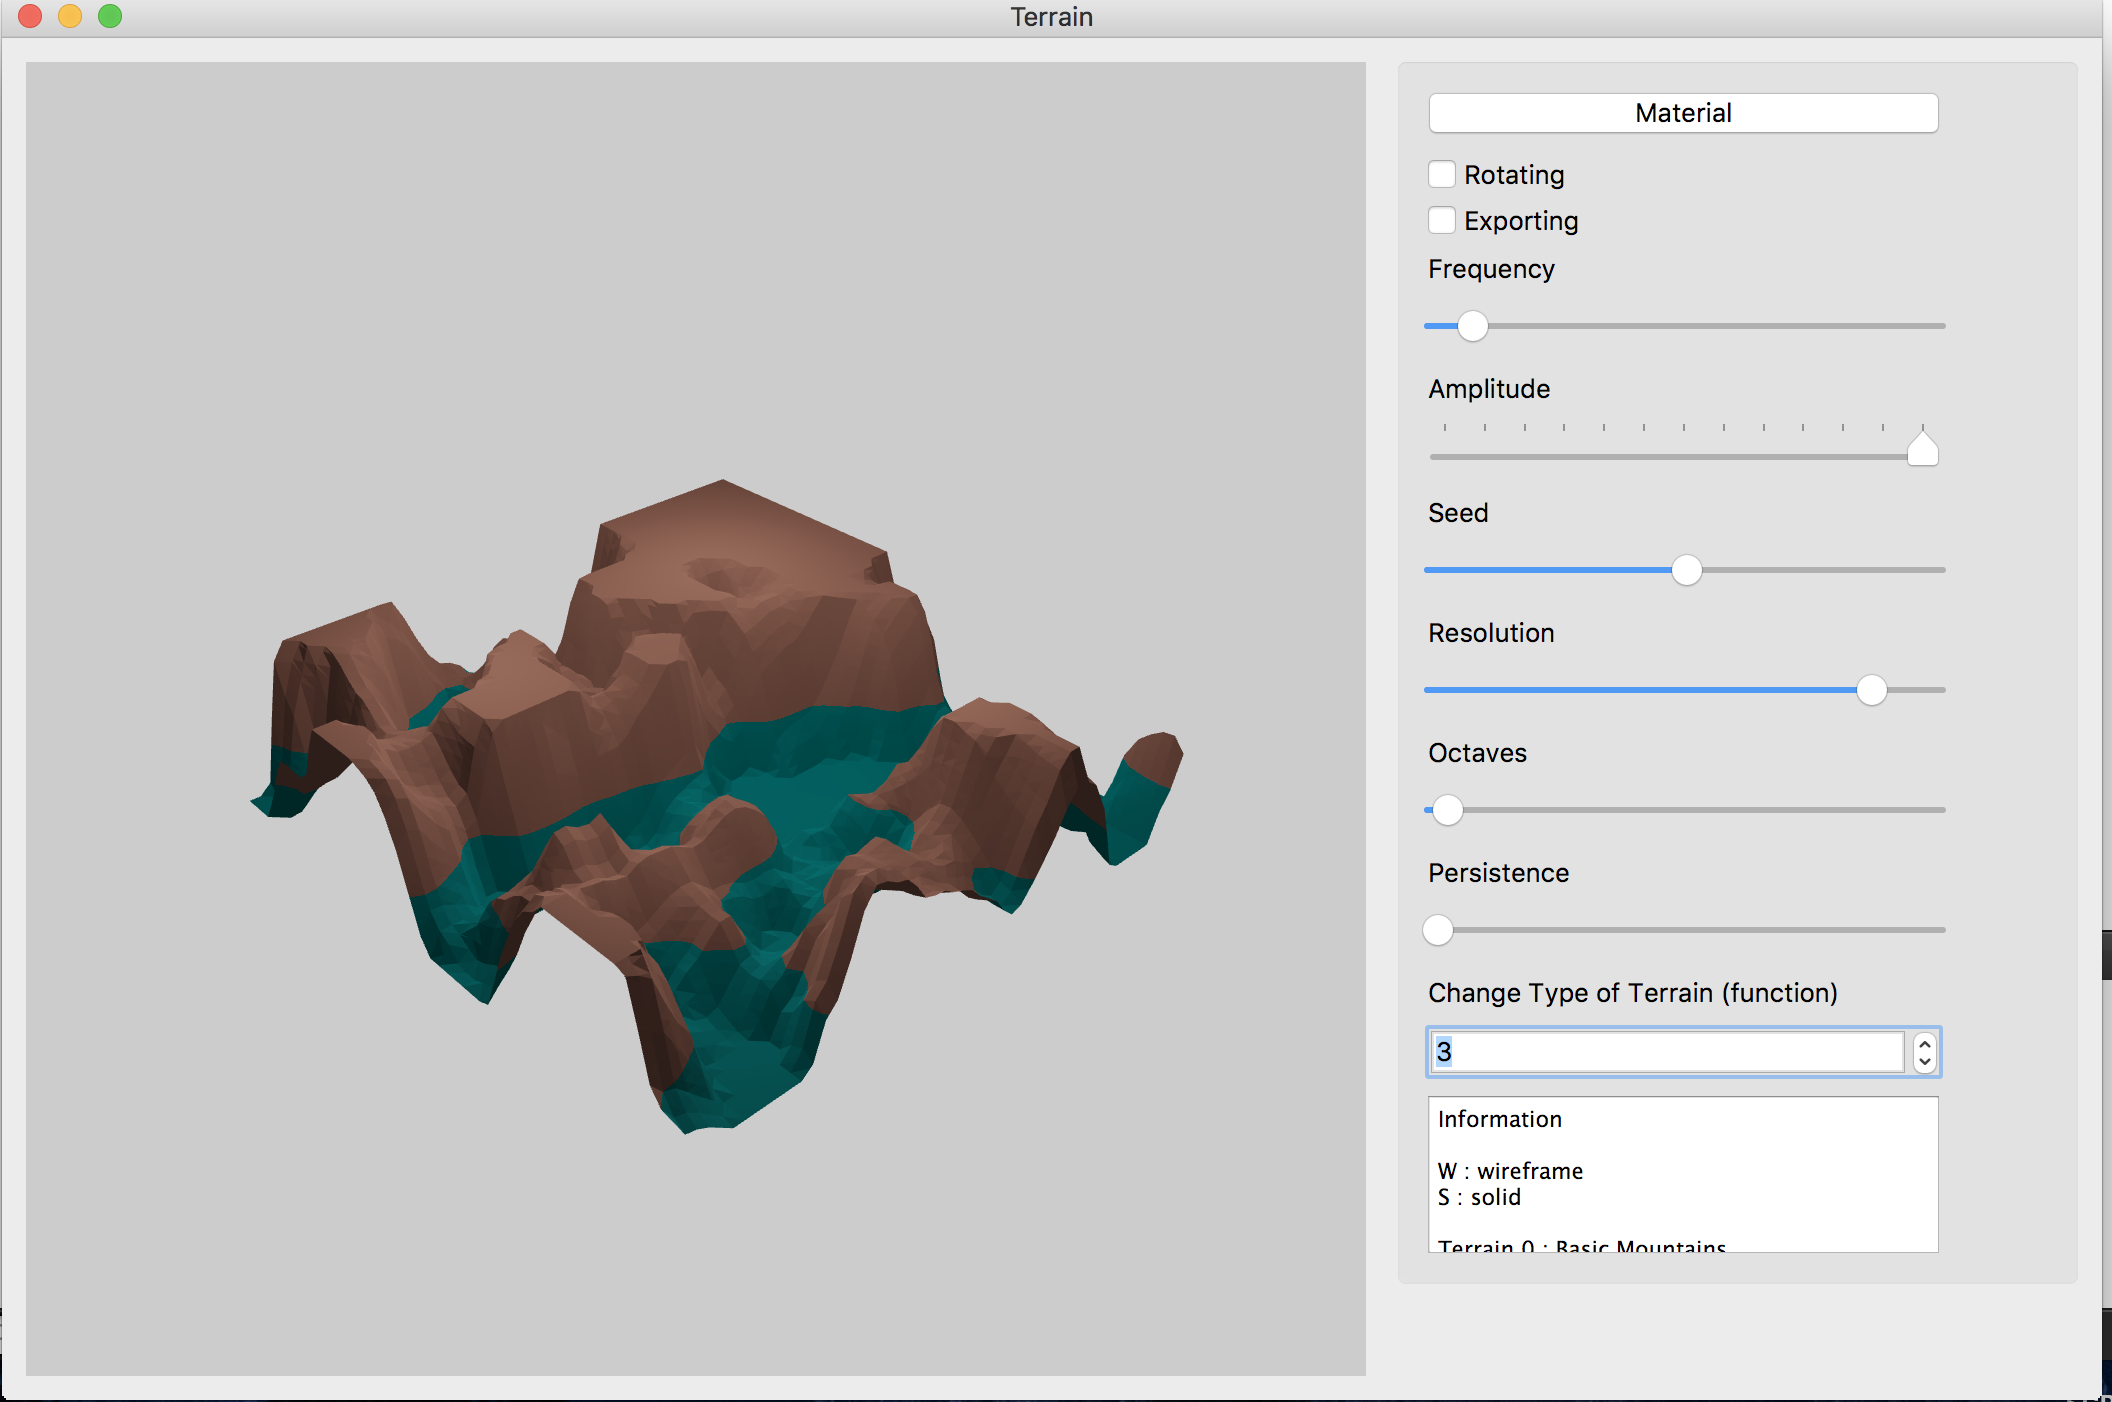 Terrain
Material
Rotating
Exporting
Frequency
Amplitude
Seed
Resolution
Octaves
Persistence
Change Type of Terrain (function)
3
Information
W : wireframe
S : solid
Terrain 0 : Basic Mountains